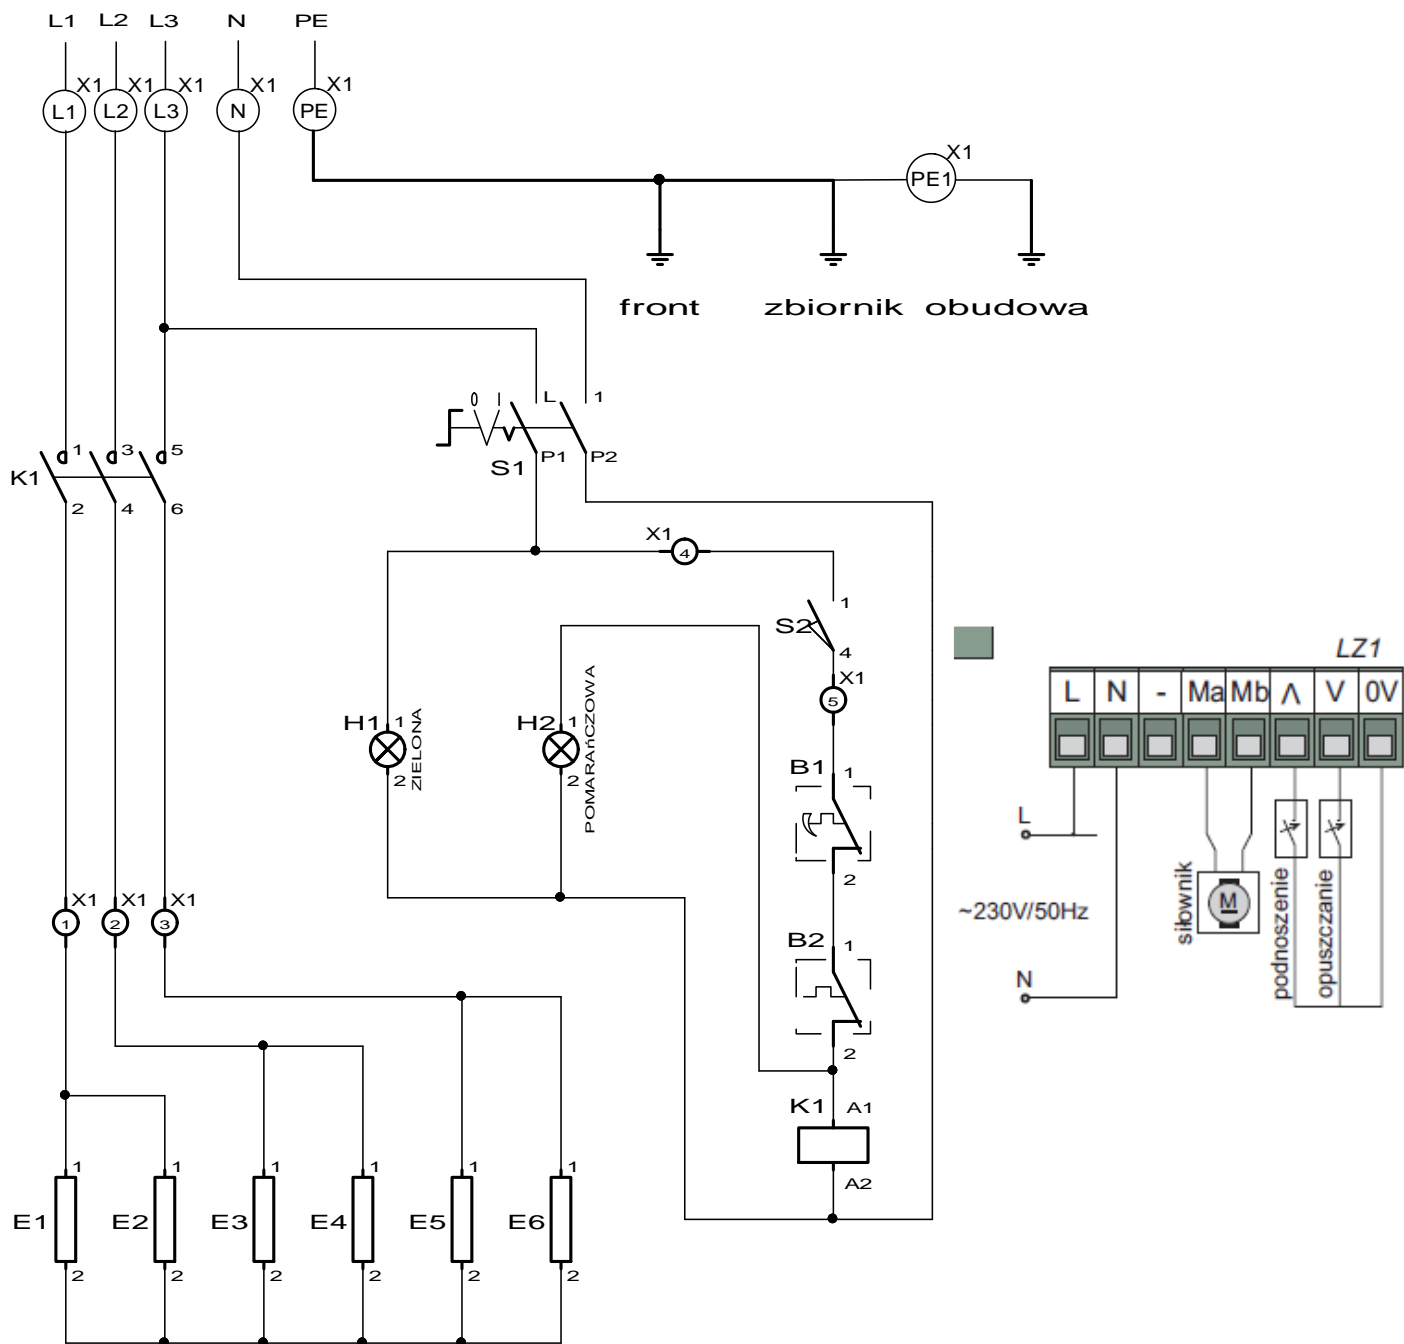 L1 L2 L3 N PE
X1 X1 X1 X1 X1
L1 L2 L3 N PE
X1
PE1
front zbiornik obudowa
0 I L 1
S1 P1 P2
1 3 5
K1
2 4 6
X1
4
1
S2
4
X1
5
H1 1
2
ZIELONA
H2 1
2
POMARAńCZOWA
B1 1
2
B2 1
2
K1 A1
A2
X1 X1 X1
1 2 3
1 1 1 1 1 1
E1 E2 E3 E4 E5 E6
2 2 2 2 2 2
LZ1
L N - Ma Mb Λ V 0V
L
~230V/50Hz
N
siłownik
M
podnoszenie
opuszczanie